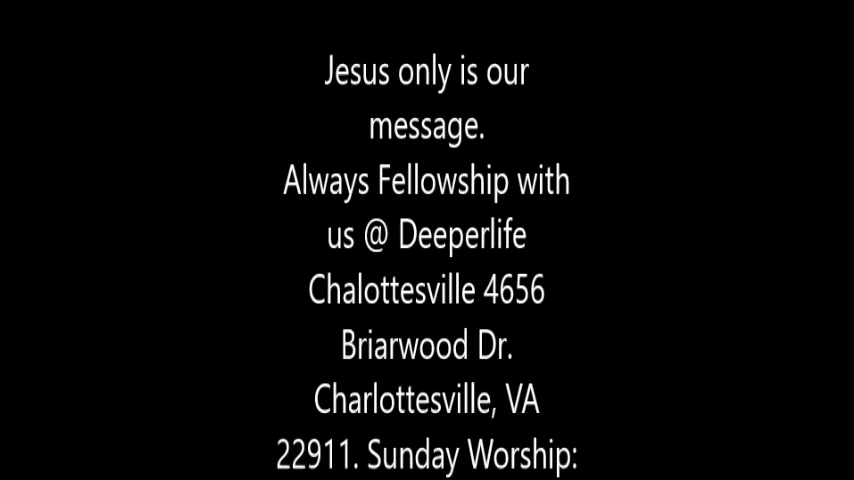 Jesus only is our
message.
Always Fellowship with
us @ Deeperlife
Chalottesville 4656
Briarwood Dr.
Charlottesville, VA
22911. Sunday Worship: